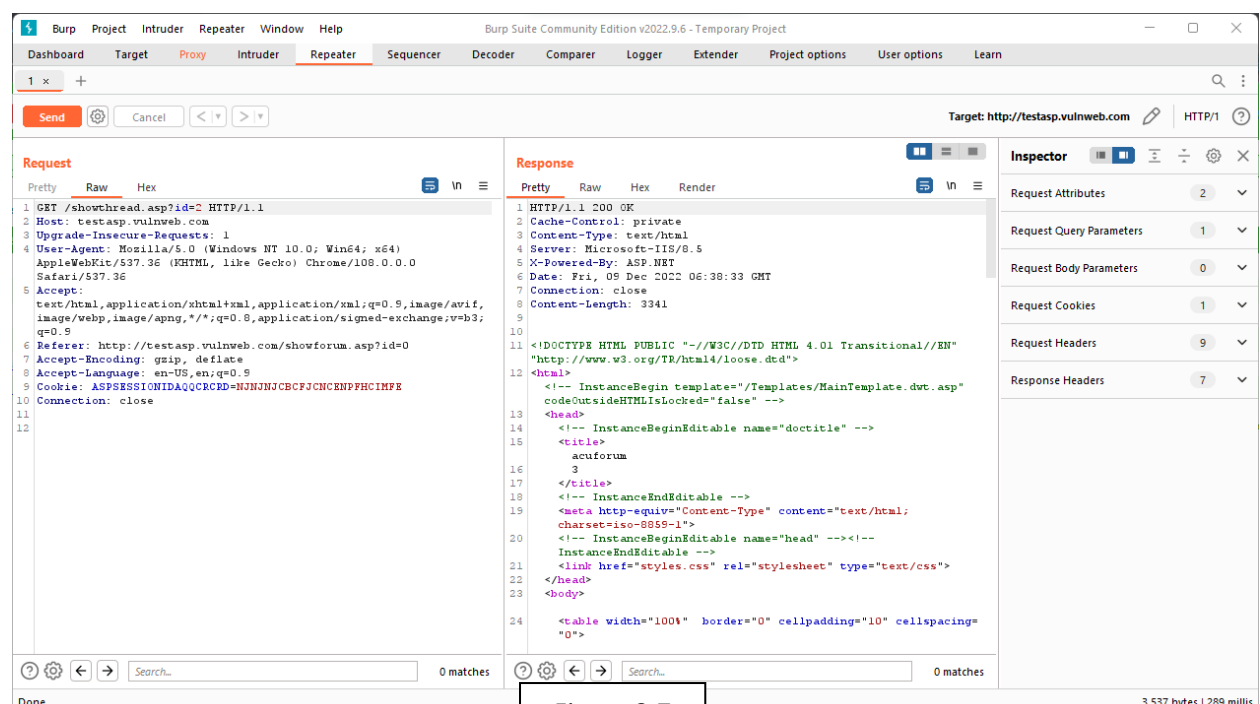 Burp Project Intruder Repeater Window Help Burp Suite Community Edition v2022.9.6 - Temporary Project
Dashboard Target Proxy Intruder Repeater Sequencer Decoder Comparer Logger Extender Project options User options Learn
1 × +
Send Cancel < > Target: http://testasp.vulnweb.com HTTP/1 ?
Request
Pretty Raw Hex \n
1 GET /showthread.asp?id=2 HTTP/1.1
2 Host: testasp.vulnweb.com
3 Upgrade-Insecure-Requests: 1
4 User-Agent: Mozilla/5.0 (Windows NT 10.0; Win64; x64)
AppleWebKit/537.36 (KHTML, like Gecko) Chrome/108.0.0.0
Safari/537.36
5 Accept:
text/html,application/xhtml+xml,application/xml;q=0.9,image/avif,
image/webp,image/apng,*/*;q=0.8,application/signed-exchange;v=b3;
q=0.9
6 Referer: http://testasp.vulnweb.com/showforum.asp?id=0
7 Accept-Encoding: gzip, deflate
8 Accept-Language: en-US,en;q=0.9
9 Cookie: ASPSESSIONIDAQQCRCRD=NJNJNJCBCFJCNCENPFHCIMFE
10 Connection: close
11
12
? Search... 0 matches
Response
Pretty Raw Hex Render \n
1 HTTP/1.1 200 OK
2 Cache-Control: private
3 Content-Type: text/html
4 Server: Microsoft-IIS/8.5
5 X-Powered-By: ASP.NET
6 Date: Fri, 09 Dec 2022 06:38:33 GMT
7 Connection: close
8 Content-Length: 3341
9
10
11 <!DOCTYPE HTML PUBLIC "-//W3C//DTD HTML 4.01 Transitional//EN"
"http://www.w3.org/TR/html4/loose.dtd">
12 <html>
<!-- InstanceBegin template="/Templates/MainTemplate.dwt.asp"
codeOutsideHTMLIsLocked="false" -->
13 <head>
14 <!-- InstanceBeginEditable name="doctitle" -->
15 <title>
acuforum
16 3
17 </title>
18 <!-- InstanceEndEditable -->
19 <meta http-equiv="Content-Type" content="text/html;
charset=iso-8859-1">
20 <!-- InstanceBeginEditable name="head" --><!--
InstanceEndEditable -->
21 <link href="styles.css" rel="stylesheet" type="text/css">
22 </head>
23 <body>
24 <table width="100%" border="0" cellpadding="10" cellspacing=
"0">
? Search... 0 matches
Inspector
Request Attributes 2
Request Query Parameters 1
Request Body Parameters 0
Request Cookies 1
Request Headers 9
Response Headers 7
Done 3,537 bytes | 289 millis